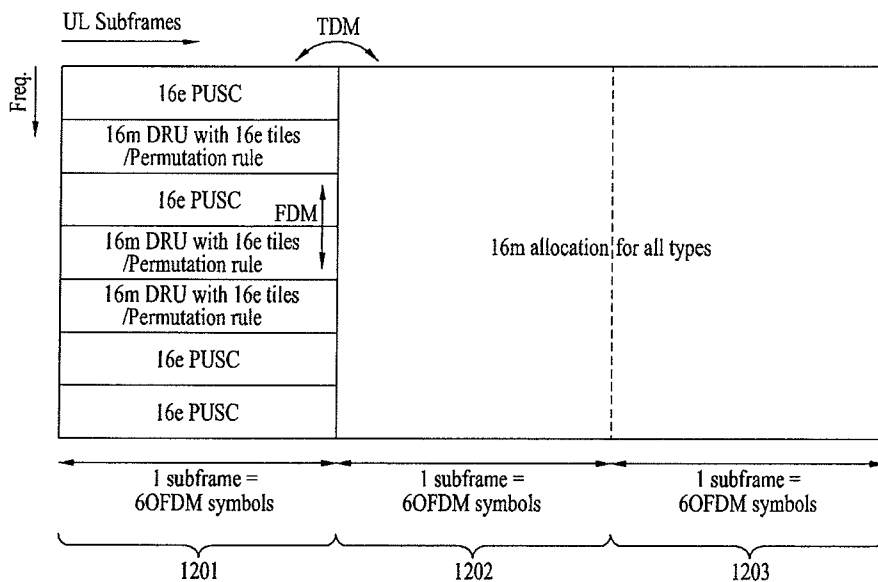 UL Subframes
TDM
Freq.
16e PUSC
16m DRU with 16e tiles
/Permutation rule
16e PUSC
FDM
16m DRU with 16e tiles
/Permutation rule
16m DRU with 16e tiles
/Permutation rule
16e PUSC
16e PUSC
16m allocation for all types
1 subframe =
6OFDM symbols
1 subframe =
6OFDM symbols
1 subframe =
6OFDM symbols
1201
1202
1203